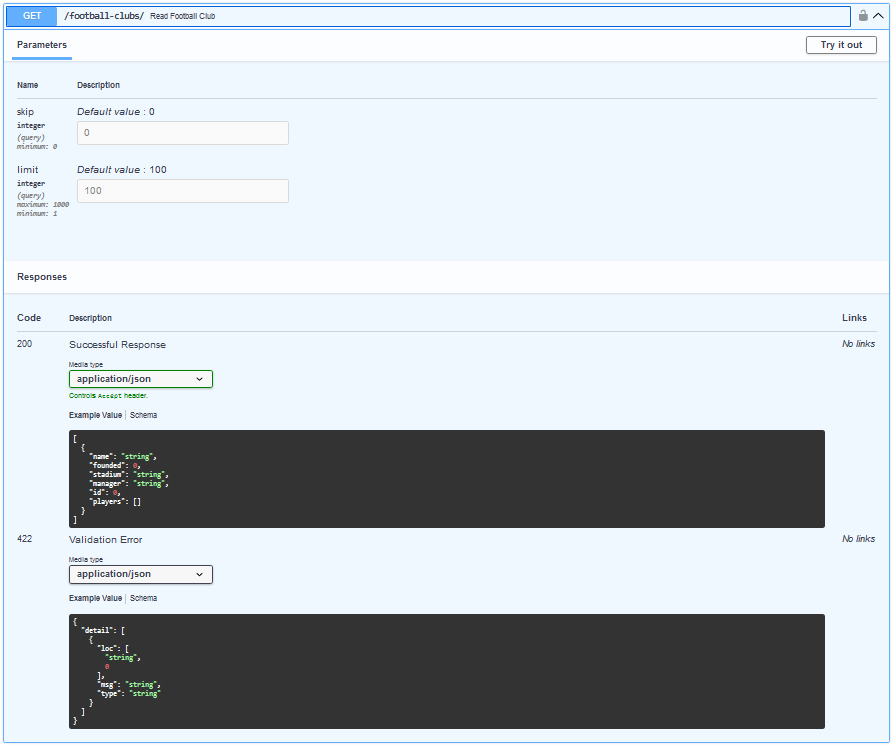 GET /football-clubs/ Read Football Club
Parameters
Try it out
Name Description
skip Default value : 0
integer
(query)
minimum: 0
0
limit Default value : 100
integer
(query)
maximum: 1000
minimum: 1
100
Responses
Code Description Links
200 Successful Response No links
Media type
application/json
Controls Accept header.
Example Value | Schema
[
{
"name": "string",
"founded": 0,
"stadium": "string",
"manager": "string",
"id": 0,
"players": []
}
]
422 Validation Error No links
Media type
application/json
Example Value | Schema
{
"detail": [
{
"loc": [
"string",
0
],
"msg": "string",
"type": "string"
}
]
}